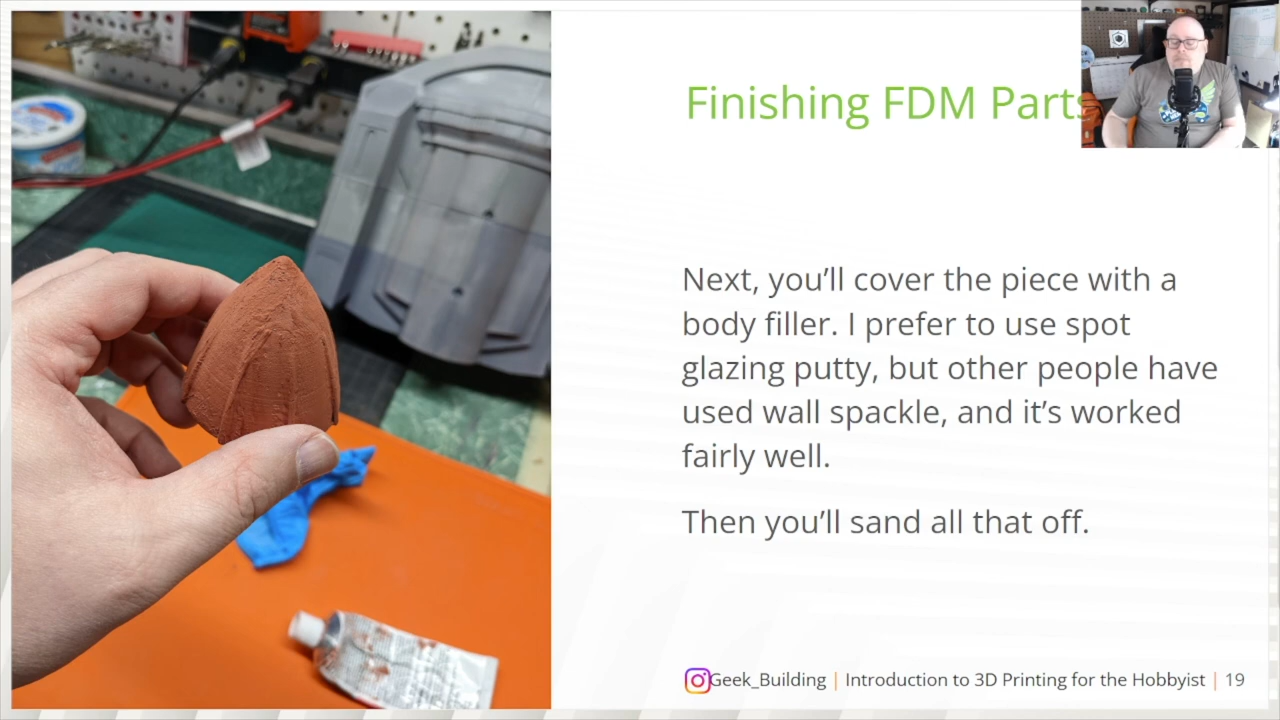 Finishing FDM Parts
Next, you’ll cover the piece with a
body filler. I prefer to use spot
glazing putty, but other people have
used wall spackle, and it’s worked
fairly well.
Then you’ll sand all that off.
Geek_Building | Introduction to 3D Printing for the Hobbyist | 19